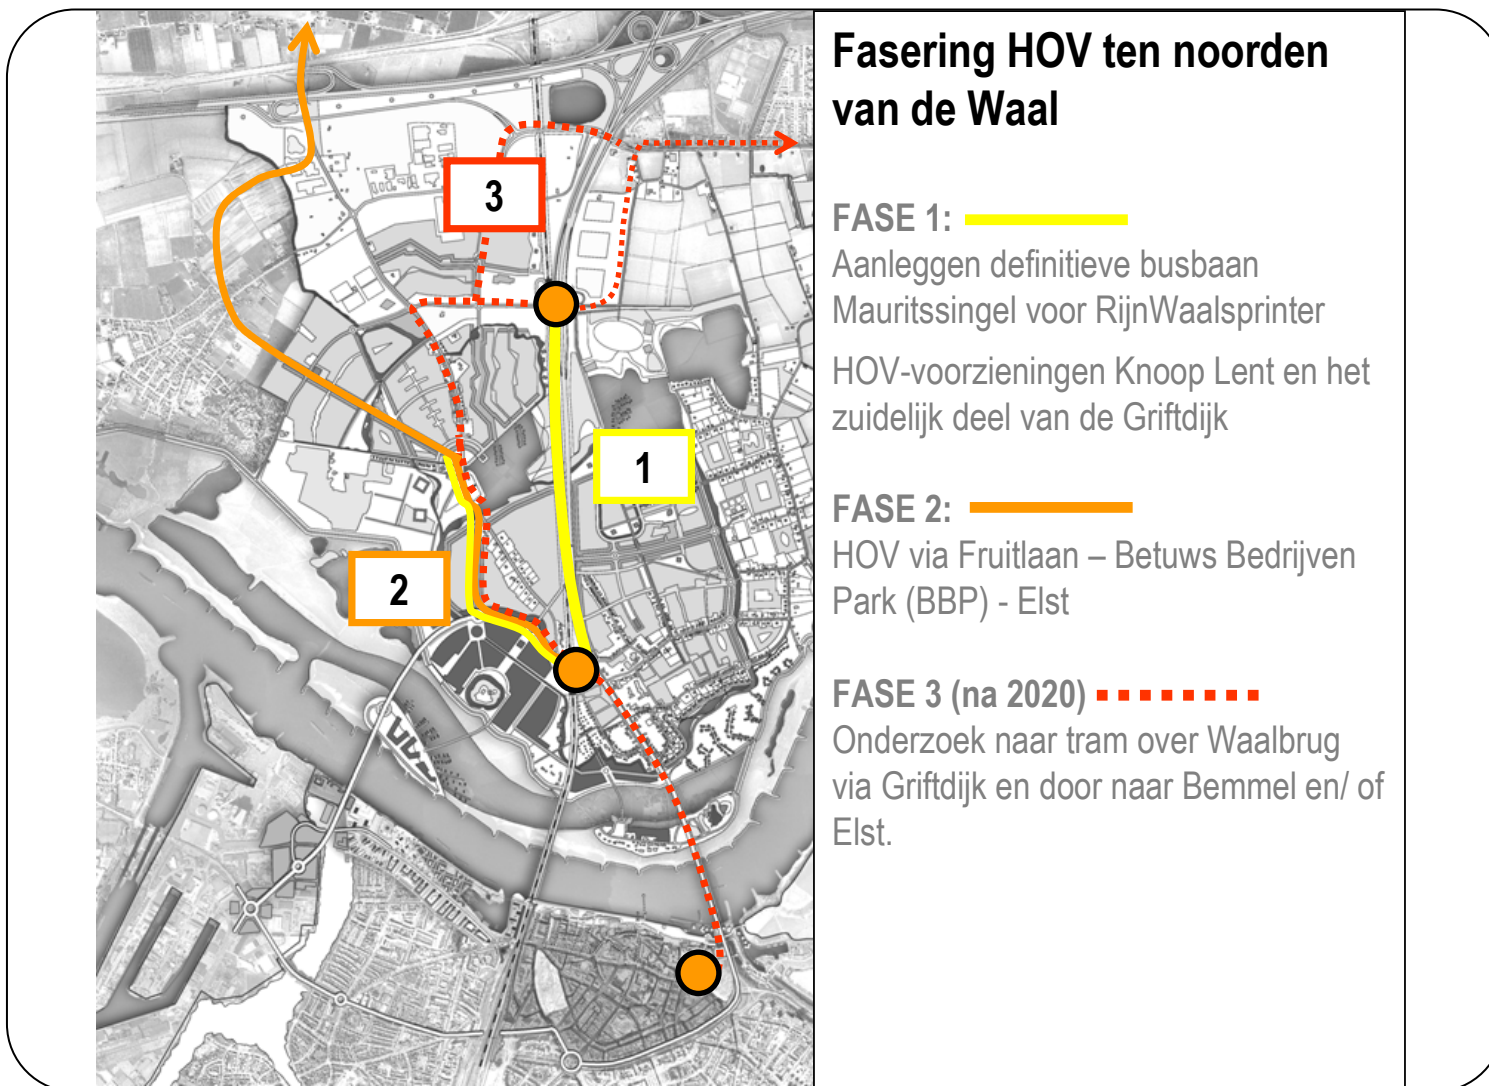 Fasering HOV ten noorden
van de Waal
FASE 1:
Aanleggen definitieve busbaan
Mauritssingel voor RijnWaalsprinter
HOV-voorzieningen Knoop Lent en het
zuidelijk deel van de Griftdijk
FASE 2:
HOV via Fruitlaan – Betuws Bedrijven
Park (BBP) - Elst
FASE 3 (na 2020)
Onderzoek naar tram over Waalbrug
via Griftdijk en door naar Bemmel en/ of
Elst.
3
1
2